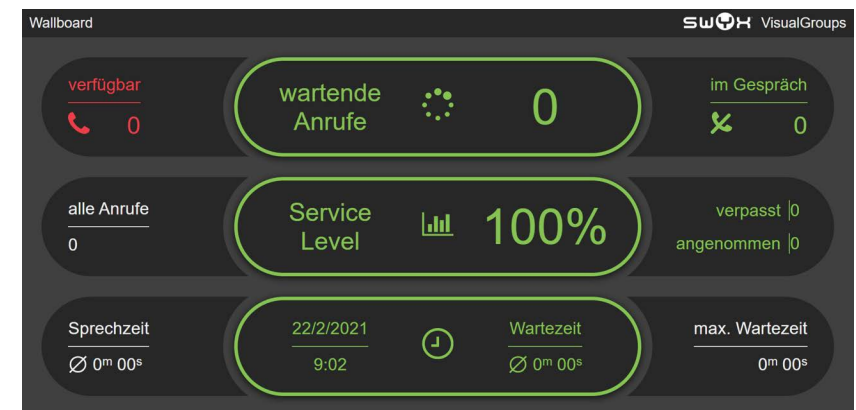 Wallboard
swyx VisualGroups
verfügbar
0
wartende
Anrufe
0
im Gespräch
0
alle Anrufe
0
Service
Level
100%
verpasst |0
angenommen |0
Sprechzeit
Ø 0ᵐ 00ˢ
22/2/2021
9:02
Wartezeit
Ø 0ᵐ 00ˢ
max. Wartezeit
0ᵐ 00ˢ